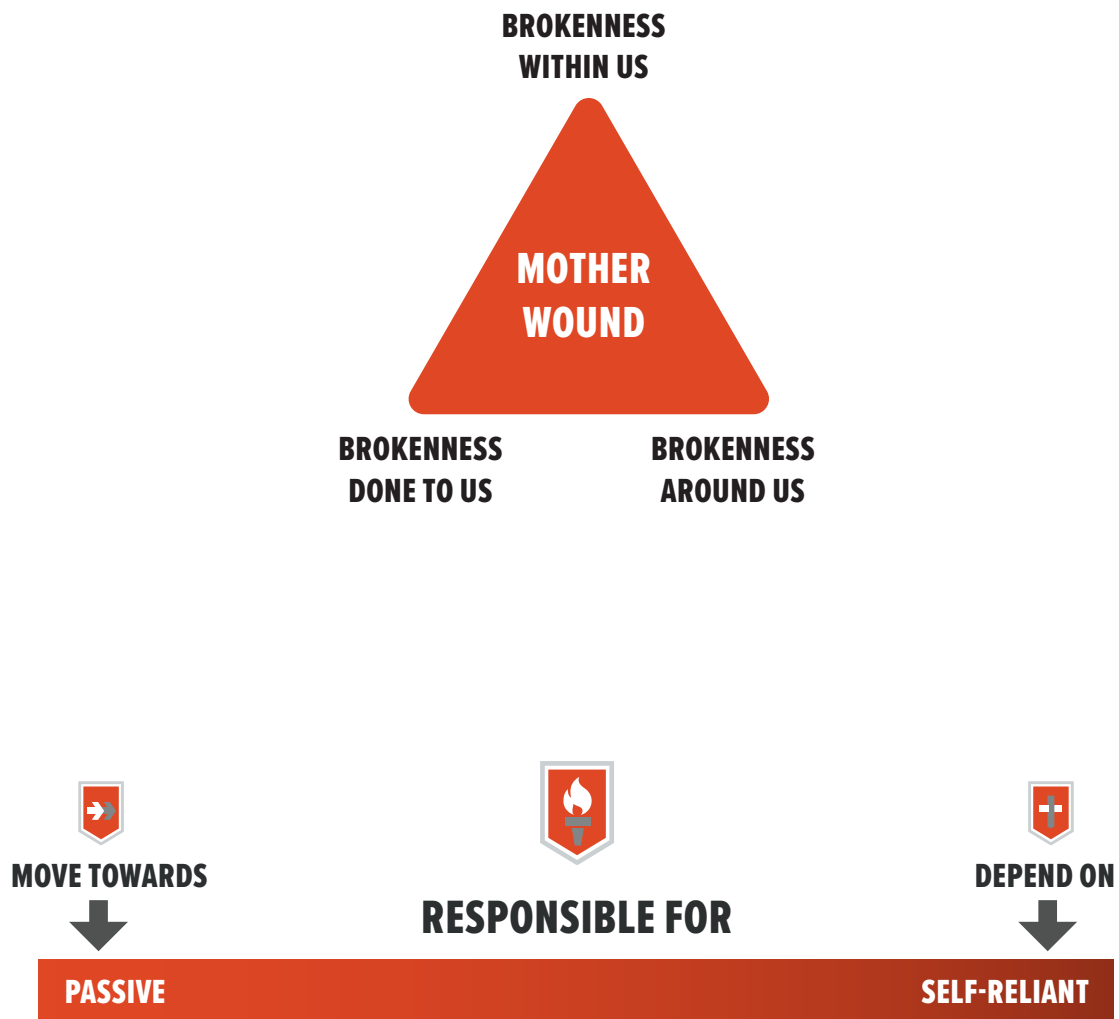 BROKENNESS
WITHIN US
MOTHER
WOUND
BROKENNESS
DONE TO US
BROKENNESS
AROUND US
MOVE TOWARDS
RESPONSIBLE FOR
DEPEND ON
PASSIVE
SELF-RELIANT